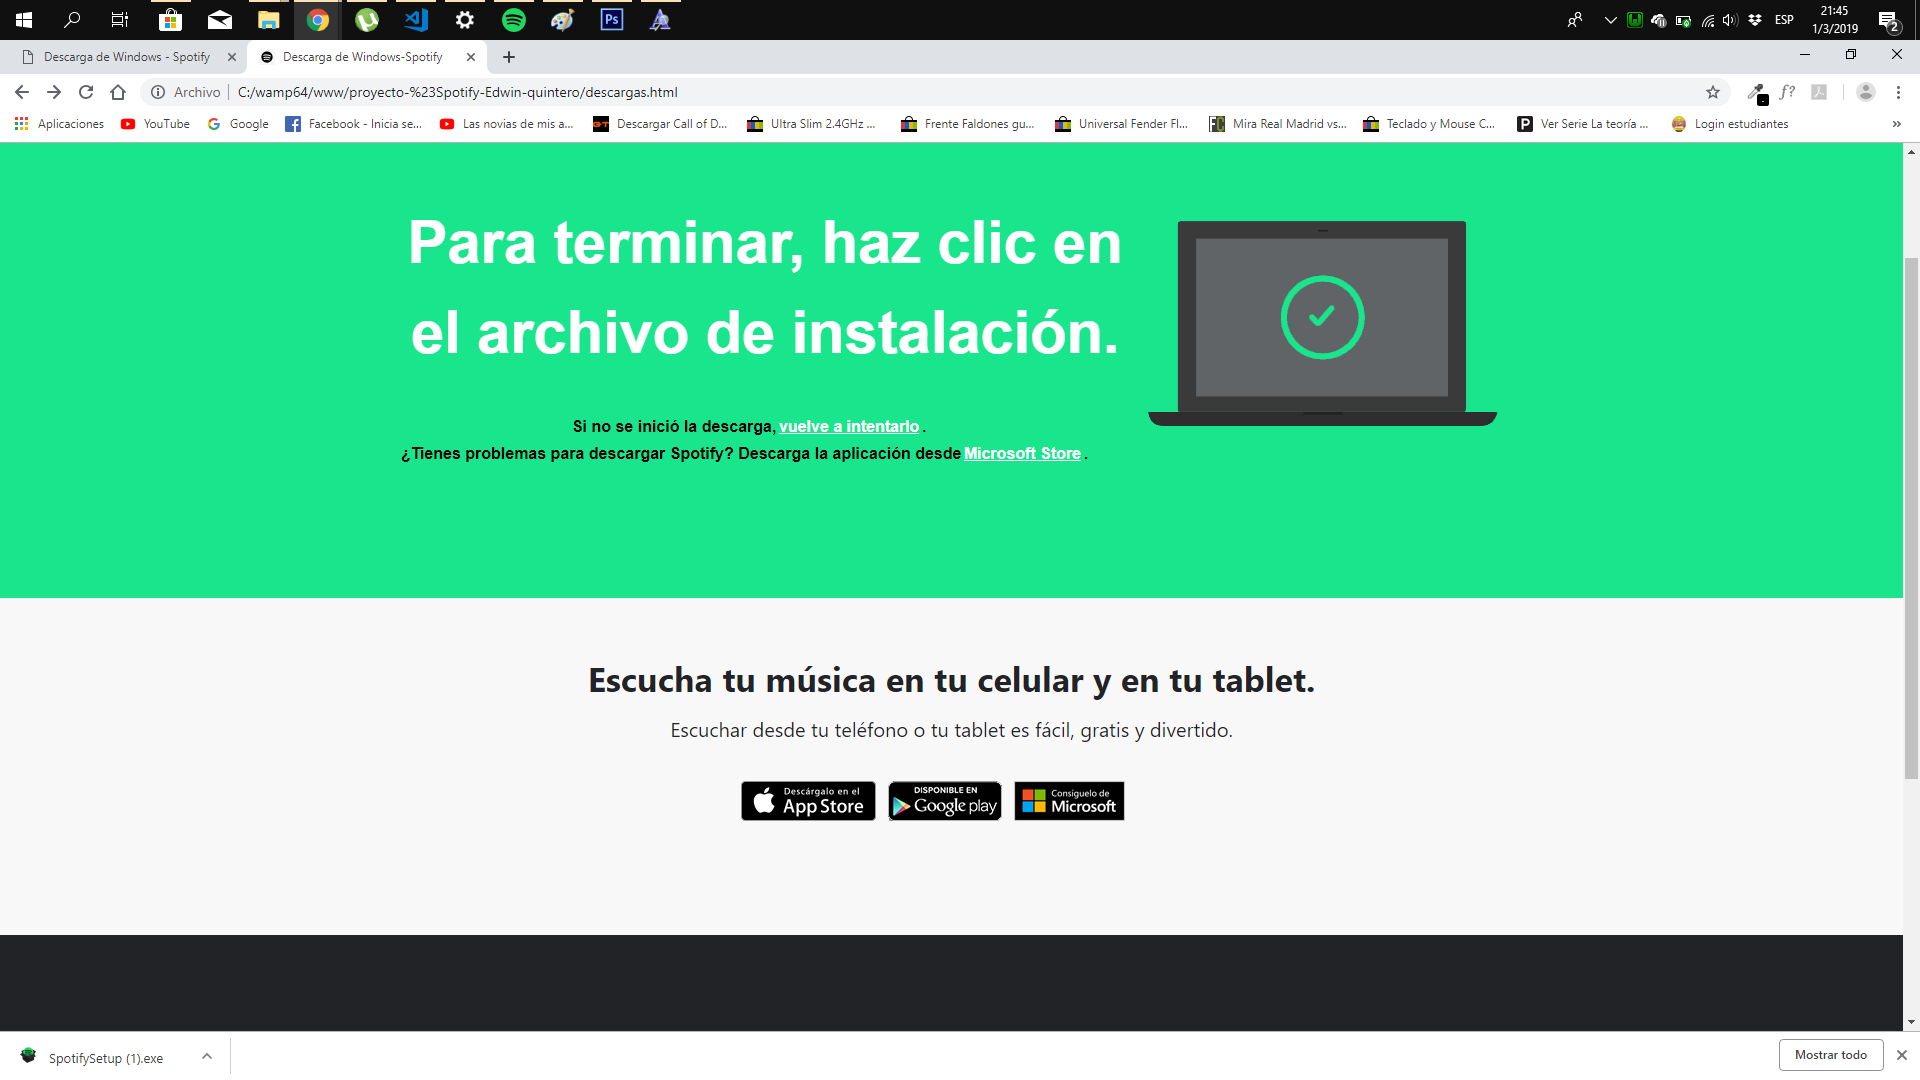 Ps
ESP
21:45
1/3/2019
2
Descarga de Windows - Spotify
Descarga de Windows-Spotify
Archivo
C:/wamp64/www/proyecto-%23Spotify-Edwin-quintero/descargas.html
f?
Aplicaciones
YouTube
Google
Facebook - Inicia se...
Las novias de mis a...
Descargar Call of D...
Ultra Slim 2.4GHz ...
Frente Faldones gu...
Universal Fender Fl...
Mira Real Madrid vs...
Teclado y Mouse C...
Ver Serie La teoría ...
Login estudiantes
»
Para terminar, haz clic en
el archivo de instalación.
Si no se inició la descarga, vuelve a intentarlo .
¿Tienes problemas para descargar Spotify? Descarga la aplicación desde Microsoft Store .
Escucha tu música en tu celular y en tu tablet.
Escuchar desde tu teléfono o tu tablet es fácil, gratis y divertido.
Descárgalo en el
App Store
DISPONIBLE EN
Google play
Consíguelo de
Microsoft
SpotifySetup (1).exe
Mostrar todo